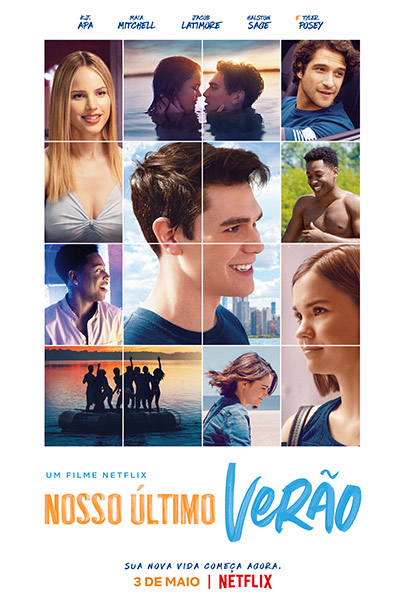 K.J. APA
MAIA MITCHELL
JACOB LATIMORE
HALSTON SAGE
E TYLER POSEY
UM FILME NETFLIX
NOSSO ÚLTIMO VERÃO
SUA NOVA VIDA COMEÇA AGORA.
3 DE MAIO | NETFLIX